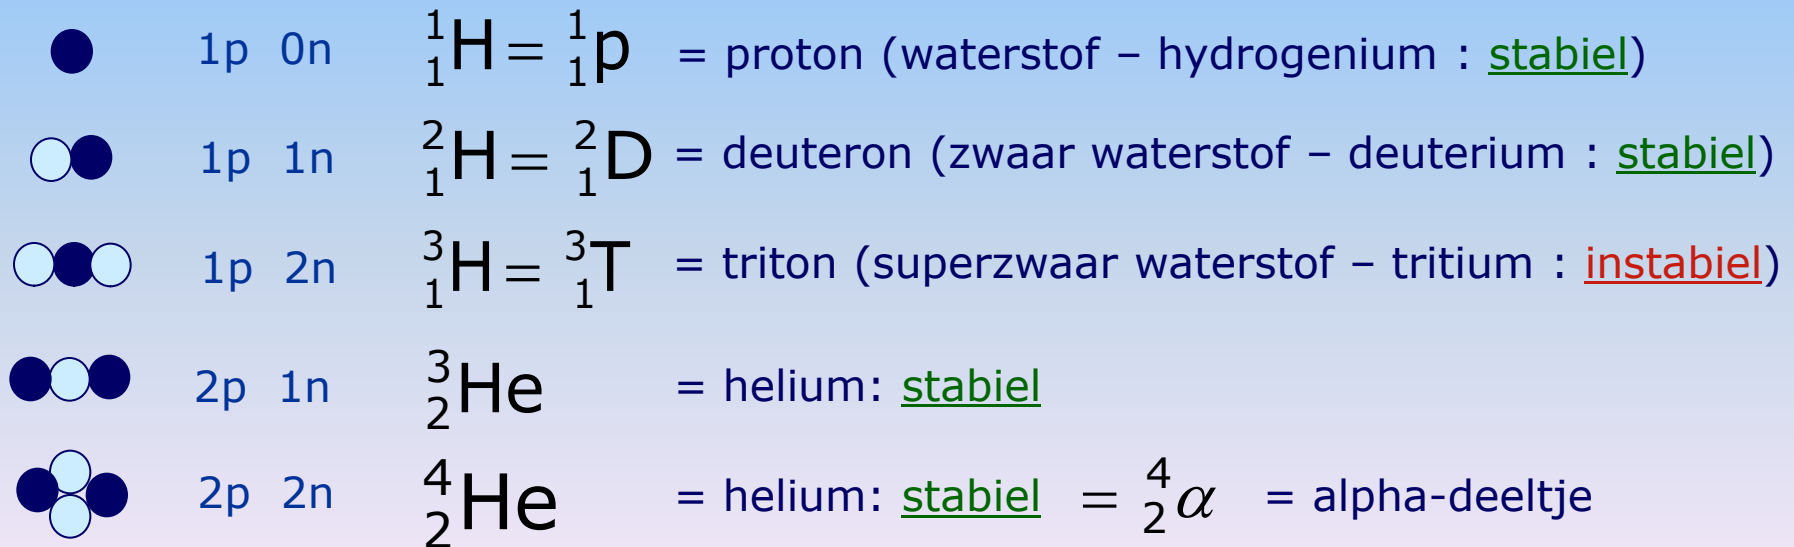 1p 0n ¹₁H = ¹₁p = proton (waterstof – hydrogenium : stabiel)
1p 1n ²₁H = ²₁D = deuteron (zwaar waterstof – deuterium : stabiel)
1p 2n ³₁H = ³₁T = triton (superzwaar waterstof – tritium : instabiel)
2p 1n ³₂He = helium: stabiel
2p 2n ⁴₂He = helium: stabiel = ⁴₂α = alpha-deeltje